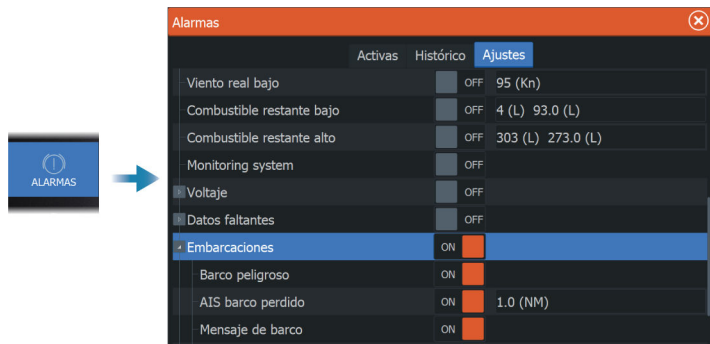 Alarmas
Activas Histórico Ajustes
Viento real bajo OFF 95 (Kn)
Combustible restante bajo OFF 4 (L) 93.0 (L)
Combustible restante alto OFF 303 (L) 273.0 (L)
Monitoring system OFF
ALARMAS
Voltaje OFF
Datos faltantes OFF
Embarcaciones ON
Barco peligroso ON
AIS barco perdido ON 1.0 (NM)
Mensaje de barco ON